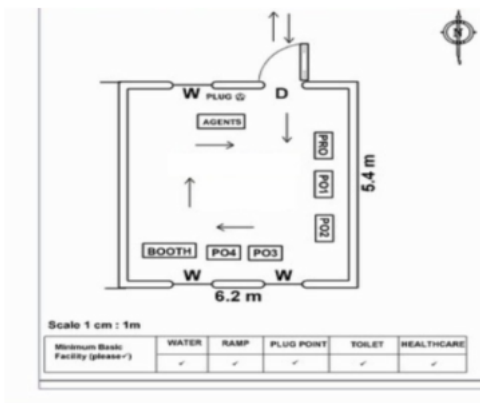 N
W PLUG D
AGENTS
PRO
PO1
PO2
5.4 m
BOOTH PO4 PO3
W W
6.2 m
Scale 1 cm : 1m
Minimum Basic Facility (please✓) WATER RAMP PLUG POINT TOILET HEALTHCARE
✓ ✓ ✓ ✓ ✓